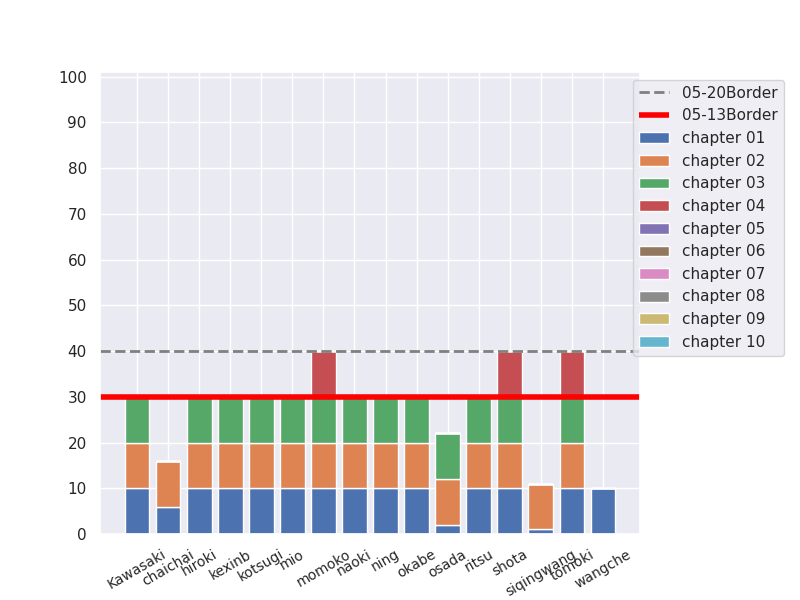 100
90
80
70
60
50
40
30
20
10
0
05-20Border
05-13Border
chapter 01
chapter 02
chapter 03
chapter 04
chapter 05
chapter 06
chapter 07
chapter 08
chapter 09
chapter 10
Kawasaki
chaichai
hiroki
kexinb
kotsugi
mio
momoko
naoki
ning
okabe
osada
ritsu
shota
siqingwang
tomoki
wangche